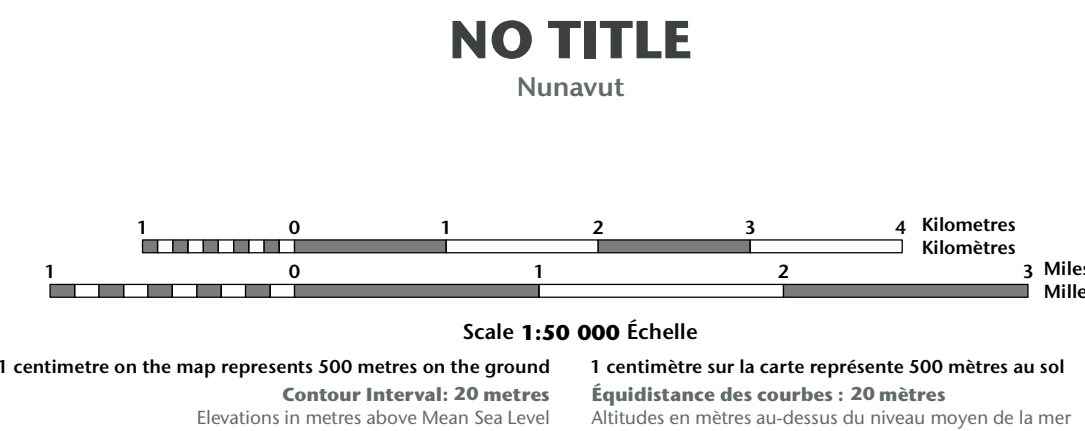 NO TITLE
Nunavut
1 0 1 2 3 4 Kilometres
Kilomètres
1 0 1 2 3 Miles
Mille
Scale 1:50 000 Échelle
1 centimetre on the map represents 500 metres on the ground
1 centimètre sur la carte représente 500 mètres au sol
Contour Interval: 20 metres
Équidistance des courbes : 20 mètres
Elevations in metres above Mean Sea Level
Altitudes en mètres au-dessus du niveau moyen de la mer